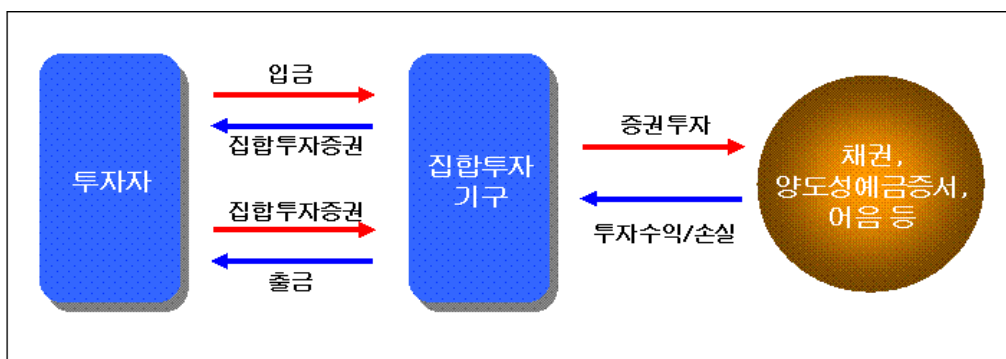 입금
집합투자증권
투자자
집합투자증권
출금
집합투자
기구
증권 투자
투자수익/손실
채권,
양도성예금증서,
어음 등